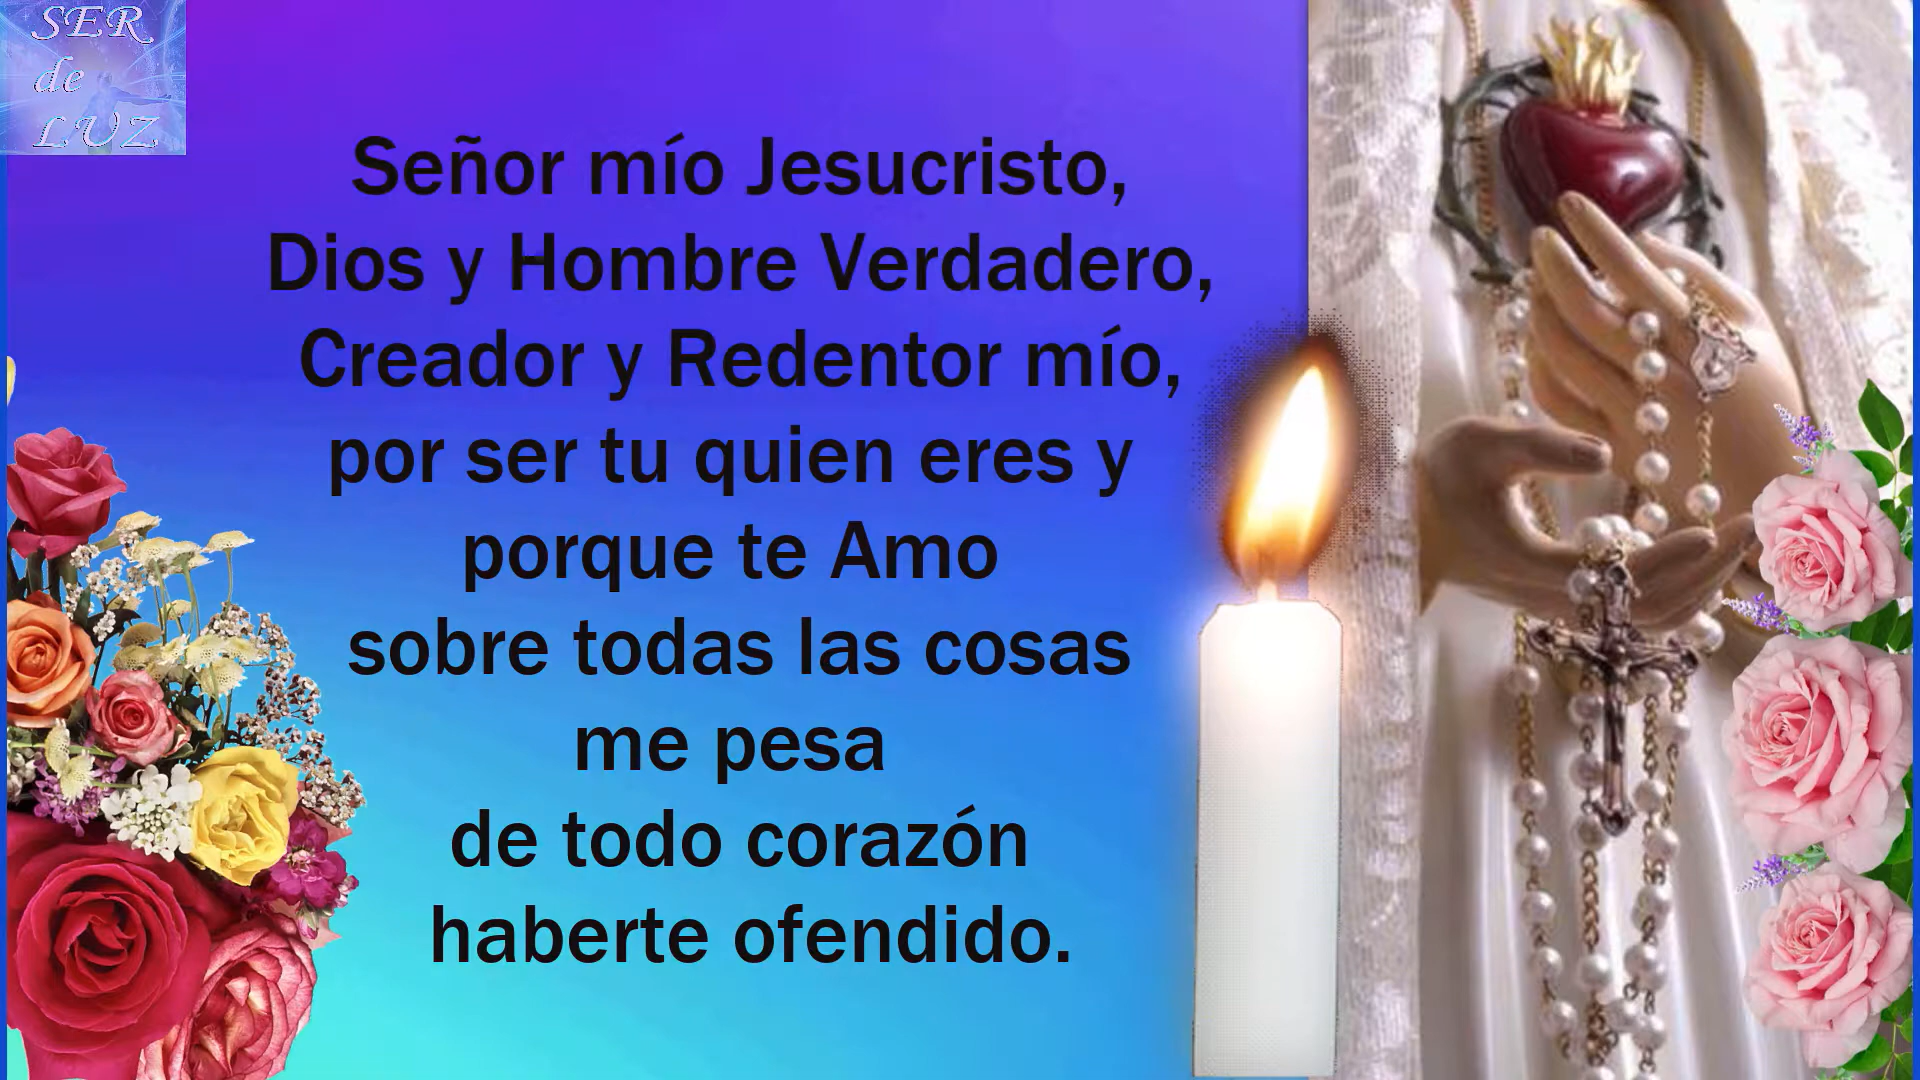 SER
de
LUZ
Señor mío Jesucristo,
Dios y Hombre Verdadero,
Creador y Redentor mío,
por ser tu quien eres y
porque te Amo
sobre todas las cosas
me pesa
de todo corazón
haberte ofendido.